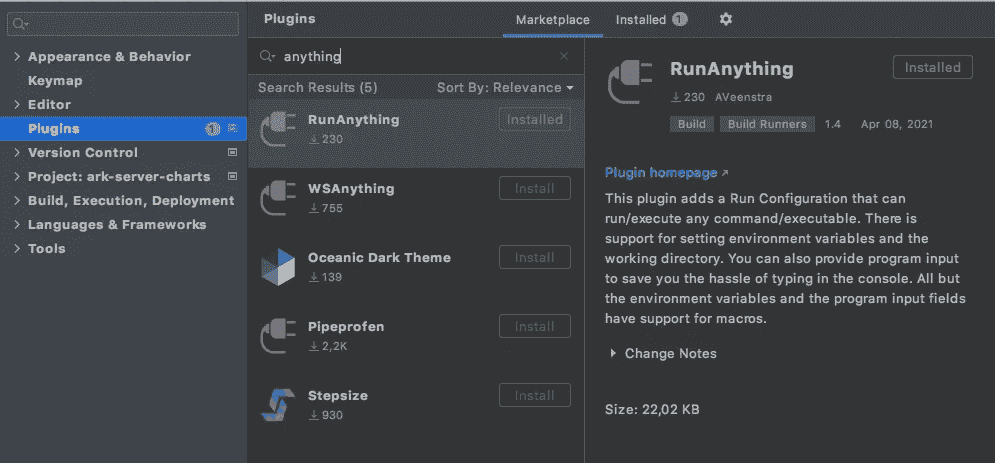 Plugins
Marketplace
Installed 1
Appearance & Behavior
Keymap
Editor
Plugins 1
Version Control
Project: ark-server-charts
Build, Execution, Deployment
Languages & Frameworks
Tools
anything
Search Results (5) Sort By: Relevance
RunAnything Installed
230
WSAnything Install
755
Oceanic Dark Theme Install
139
Pipeprofen Install
2,2K
Stepsize Install
930
RunAnything Installed
230 AVeenstra
Build Build Runners 1.4 Apr 08, 2021
Plugin homepage ↗
This plugin adds a Run Configuration that can
run/execute any command/executable. There is
support for setting environment variables and the
working directory. You can also provide program input
to save you the hassle of typing in the console. All but
the environment variables and the program input fields
have support for macros.
Change Notes
Size: 22,02 KB